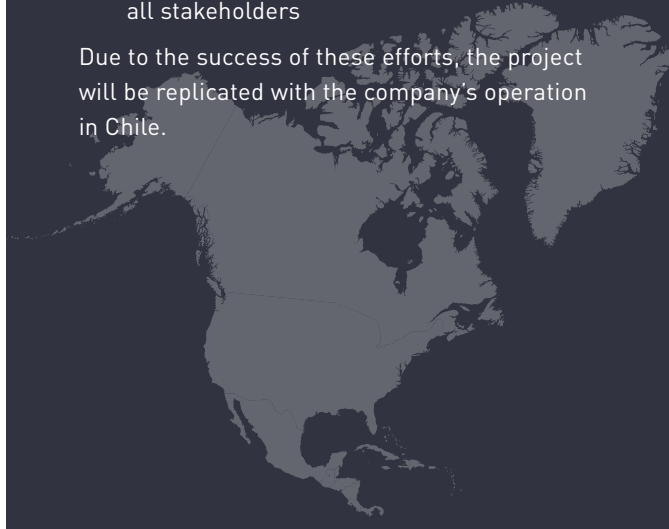 all stakeholders
Due to the success of these efforts, the project
will be replicated with the company's operation
in Chile.